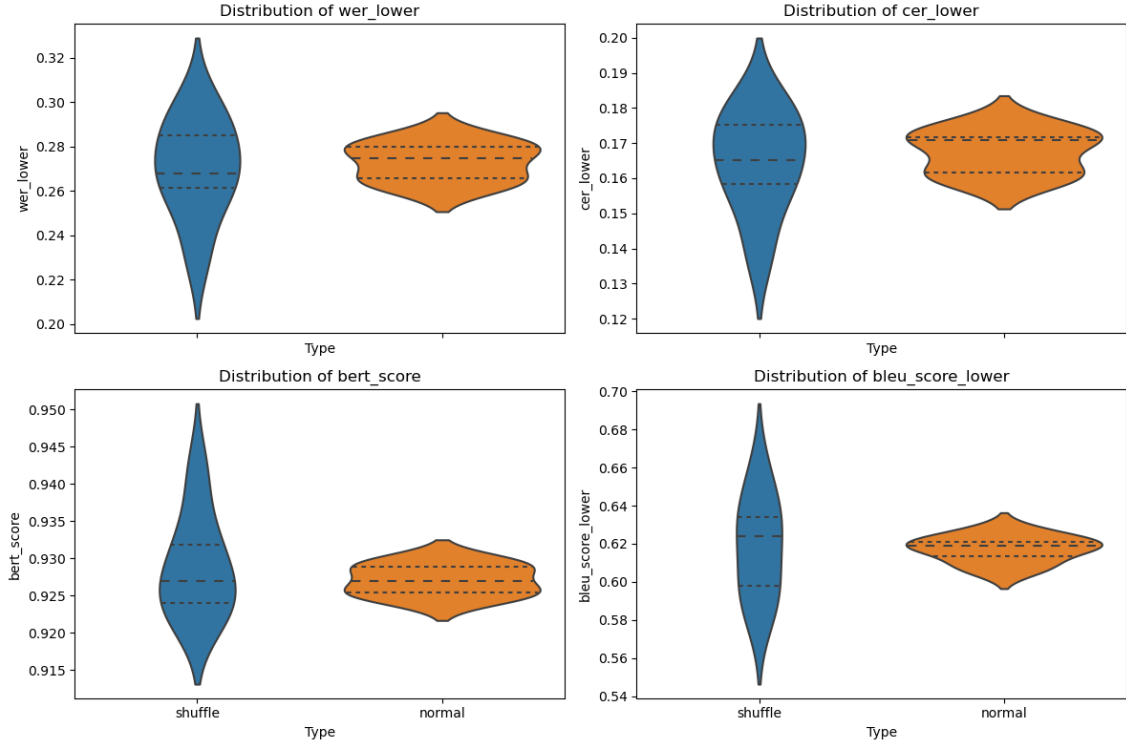 Distribution of wer_lower
0.32
0.30
0.28
0.26
0.24
0.22
0.20
wer_lower
Type
Distribution of cer_lower
0.20
0.19
0.18
0.17
0.16
0.15
0.14
0.13
0.12
cer_lower
Type
Distribution of bert_score
0.950
0.945
0.940
0.935
0.930
0.925
0.920
0.915
bert_score
shuffle
normal
Type
Distribution of bleu_score_lower
0.70
0.68
0.66
0.64
0.62
0.60
0.58
0.56
0.54
bleu_score_lower
shuffle
normal
Type